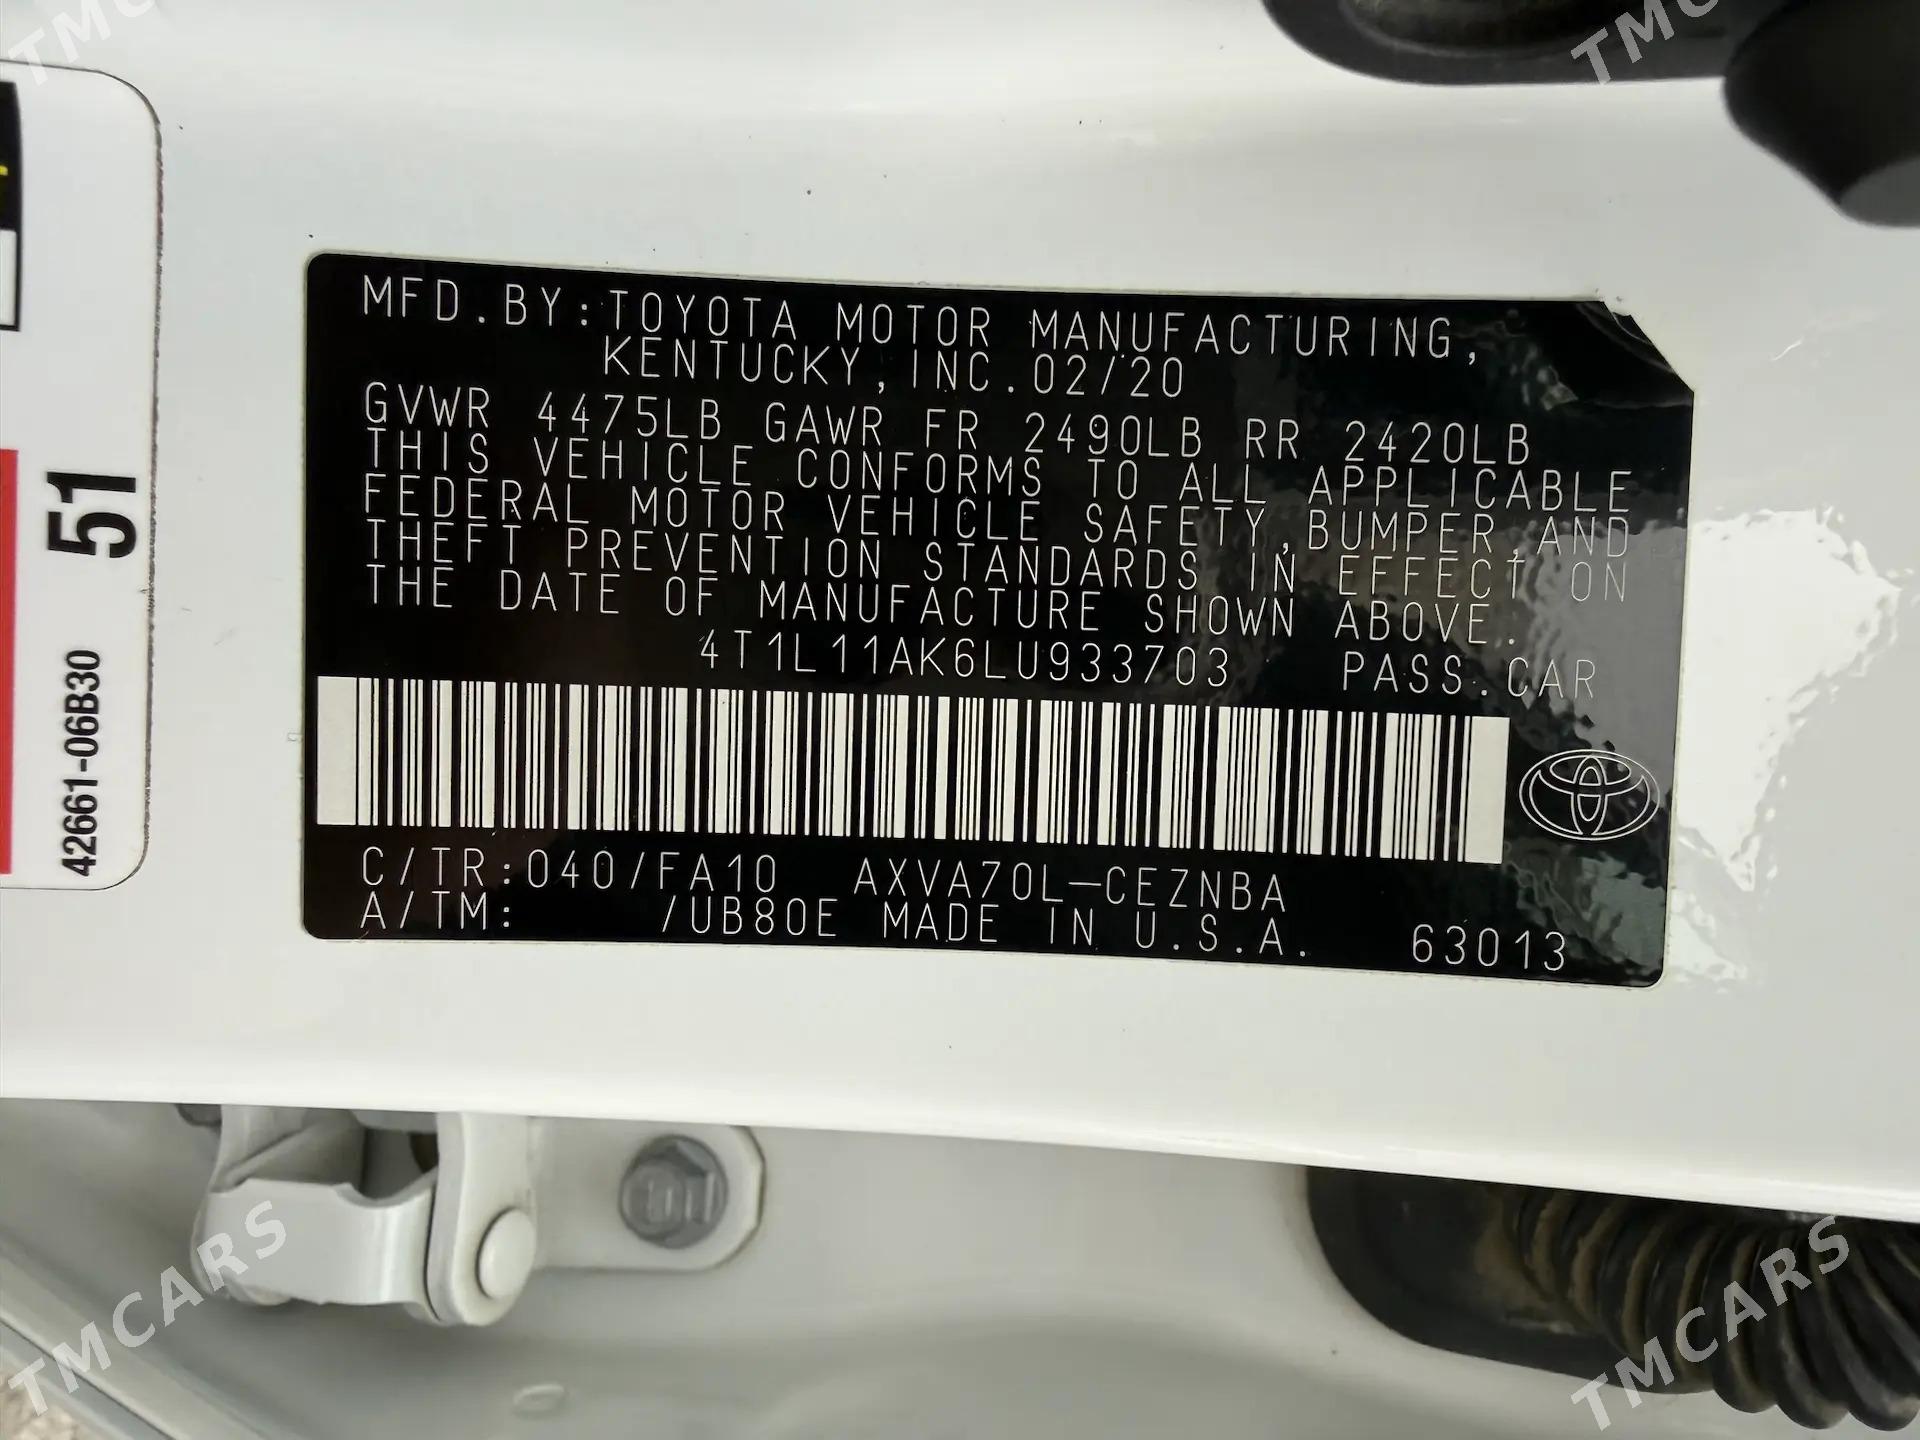 MFD.BY:TOYOTA MOTOR MANUFACTURING,
KENTUCKY,INC.02/20
GVWR 4475LB GAWR FR 2490LB RR 2420LB
THIS VEHICLE CONFORMS TO ALL APPLICABLE
FEDERAL MOTOR VEHICLE SAFETY,BUMPER,AND
THEFT PREVENTION STANDARDS IN EFFECT ON
THE DATE OF MANUFACTURE SHOWN ABOVE.
4T1L11AK6LU933703 PASS.CAR
C/TR:040/FA10 AXVA70L-CEZNBA
A/TM: /UB80E MADE IN U.S.A. 63013
51
42661-06B30
TMCARS
TMCARS